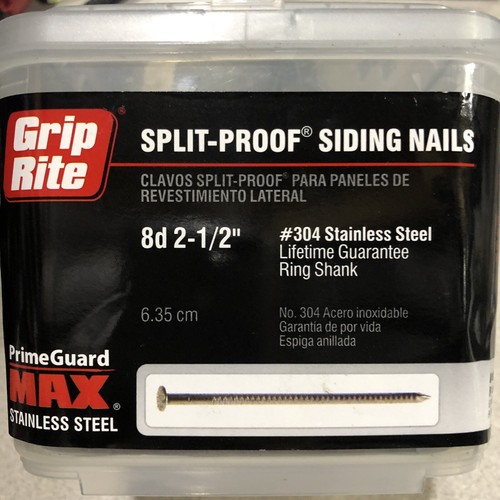 Grip
Rite®
SPLIT-PROOF® SIDING NAILS
CLAVOS SPLIT-PROOF® PARA PANELES DE
REVESTIMIENTO LATERAL
8d 2-1/2"
#304 Stainless Steel
Lifetime Guarantee
Ring Shank
6.35 cm
No. 304 Acero inoxidable
Garantia de por vida
Espiga anillada
PrimeGuard
MAX®
STAINLESS STEEL